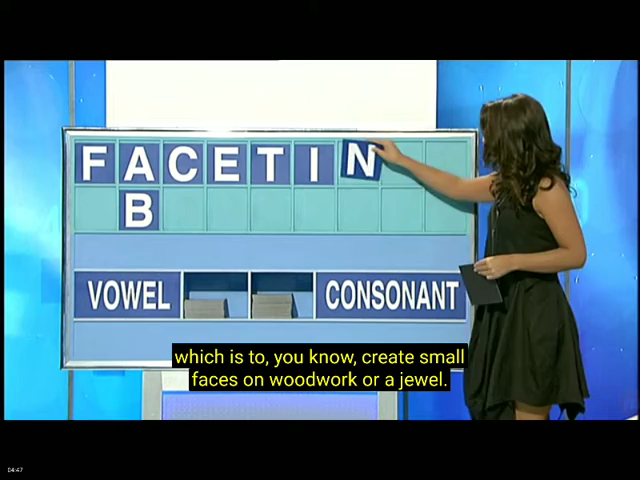 FACETIN
B
VOWEL
CONSONANT
which is to, you know, create small
faces on woodwork or a jewel.
04:47